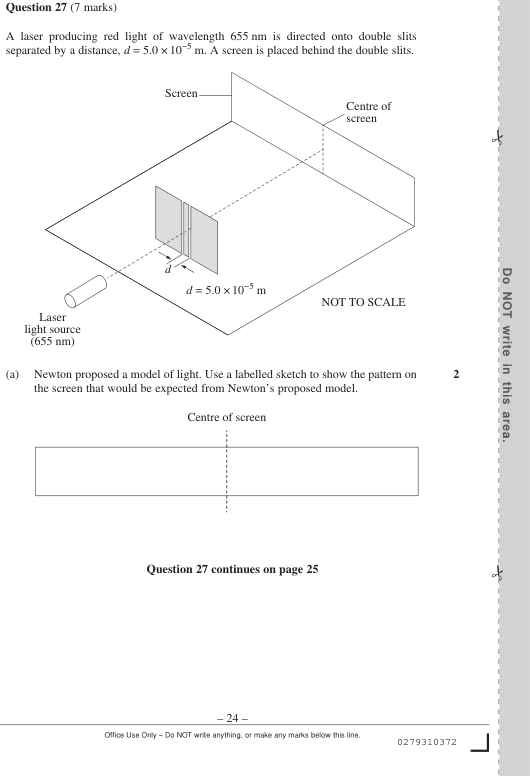 Question 27 (7 marks)
A laser producing red light of wavelength 655 nm is directed onto double slits
separated by a distance, d = 5.0 × 10⁻⁵ m. A screen is placed behind the double slits.
Screen
Centre of
screen
d
d = 5.0 × 10⁻⁵ m
NOT TO SCALE
Laser
light source
(655 nm)
(a) Newton proposed a model of light. Use a labelled sketch to show the pattern on 2
the screen that would be expected from Newton's proposed model.
Centre of screen
Question 27 continues on page 25
– 24 –
Office Use Only – Do NOT write anything, or make any marks below this line.
0279310372
Do NOT write in this area.